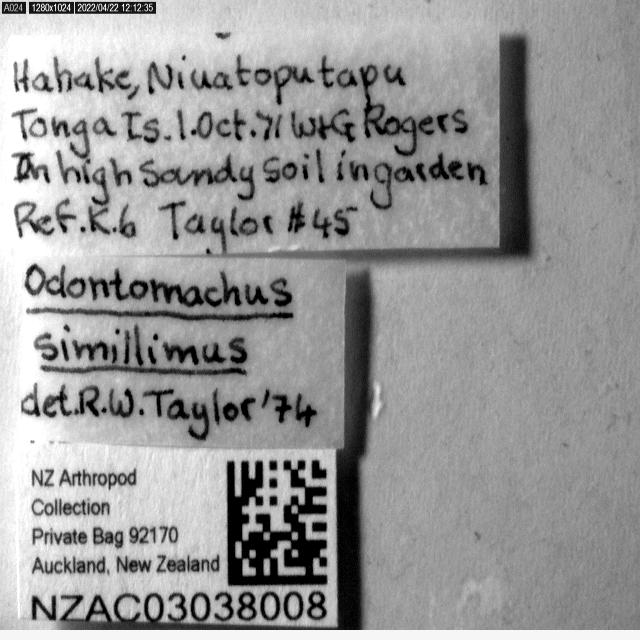 A024 1280x1024 2022/04/22 12:12:35
Hahake, Niuatoputapu
Tonga Is. 1.Oct.71 W+G Rogers
In high Sandy Soil in garden
Ref.K.6 Taylor #45
Odontomachus
simillimus
det.R.W.Taylor '74
NZ Arthropod
Collection
Private Bag 92170
Auckland, New Zealand
NZAC03038008